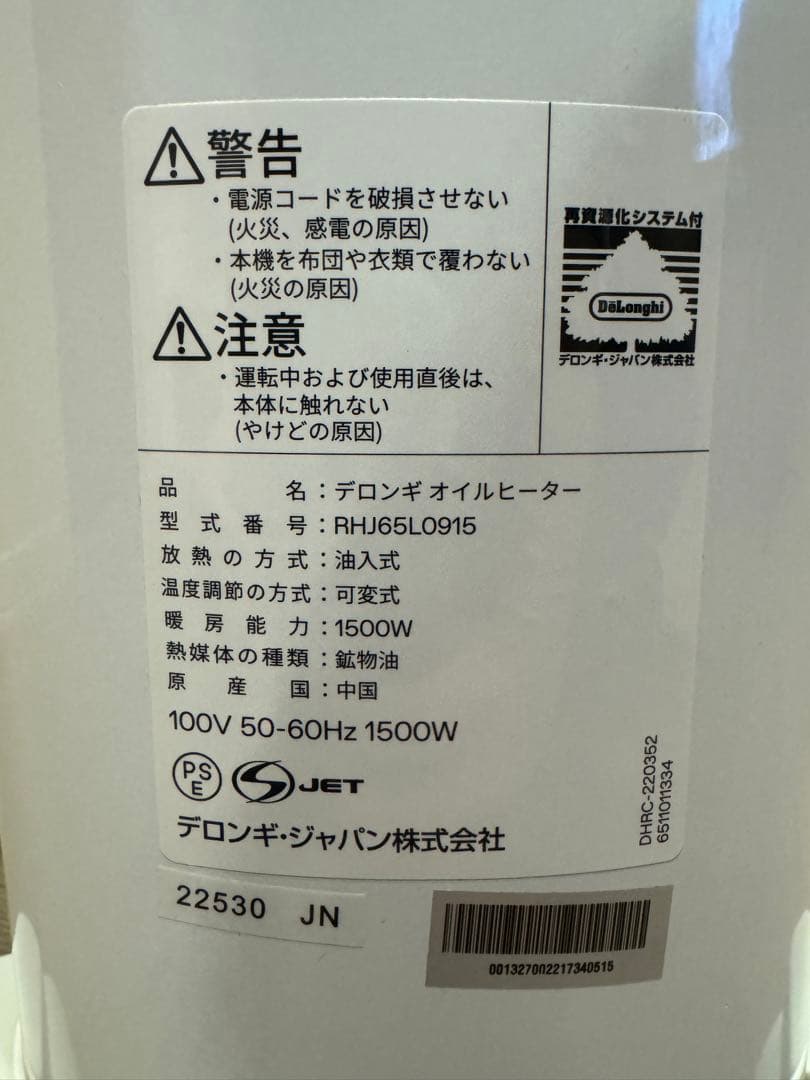 警告
・電源コードを破損させない
(火災、感電の原因)
・本機を布団や衣類で覆わない
(火災の原因)
注意
・運転中および使用直後は、
本体に触れない
(やけどの原因)
再資源化システム付
DeLonghi
デロンギ・ジャパン株式会社
品名：デロンギ オイルヒーター
型式番号：RHJ65L0915
放熱の方式：油入式
温度調節の方式：可変式
暖房能力：1500W
熱媒体の種類：鉱物油
原産国：中国
100V 50-60Hz 1500W
PSE
S JET
デロンギ・ジャパン株式会社
DHRC-220352
6511011334
22530 JN
001327002217340515